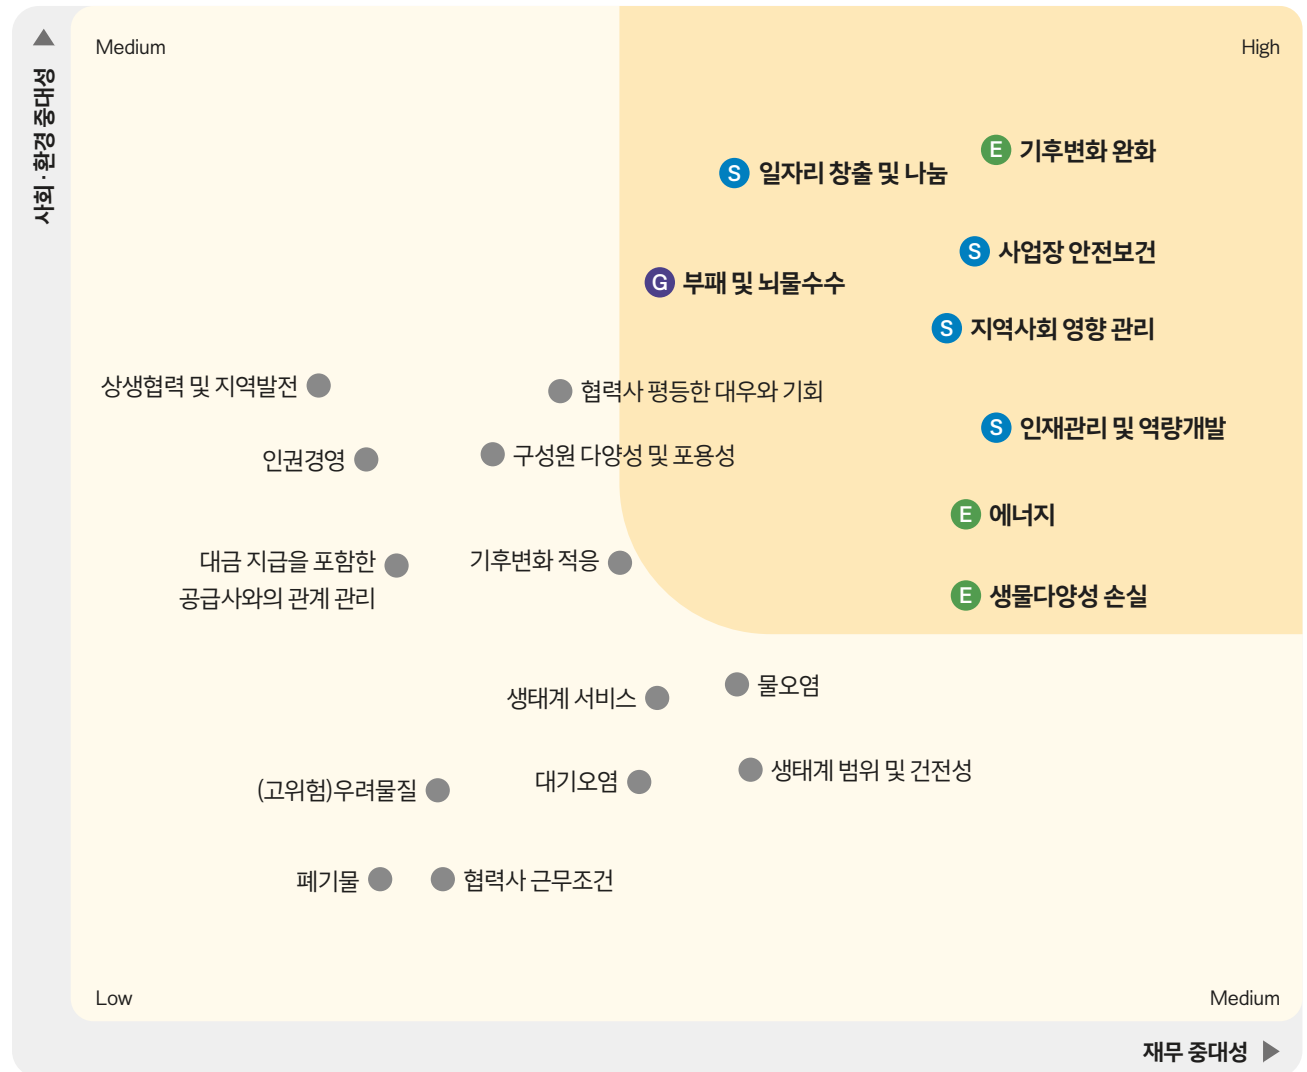 사회·환경 중대성
Medium
High
E 기후변화 완화
S 일자리 창출 및 나눔
S 사업장 안전보건
G 부패 및 뇌물수수
S 지역사회 영향 관리
상생협력 및 지역발전
협력사 평등한 대우와 기회
S 인재관리 및 역량개발
인권경영
구성원 다양성 및 포용성
E 에너지
대금 지급을 포함한
공급사와의 관계 관리
기후변화 적응
E 생물다양성 손실
생태계 서비스
물오염
(고위험)우려물질
대기오염
생태계 범위 및 건전성
폐기물
협력사 근무조건
Low
Medium
재무 중대성